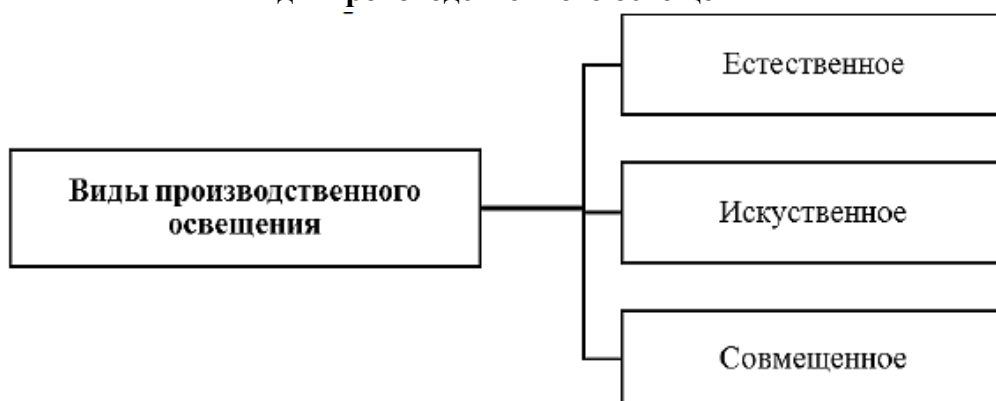 Виды производственного
освещения
Естественное
Искуственное
Совмещенное